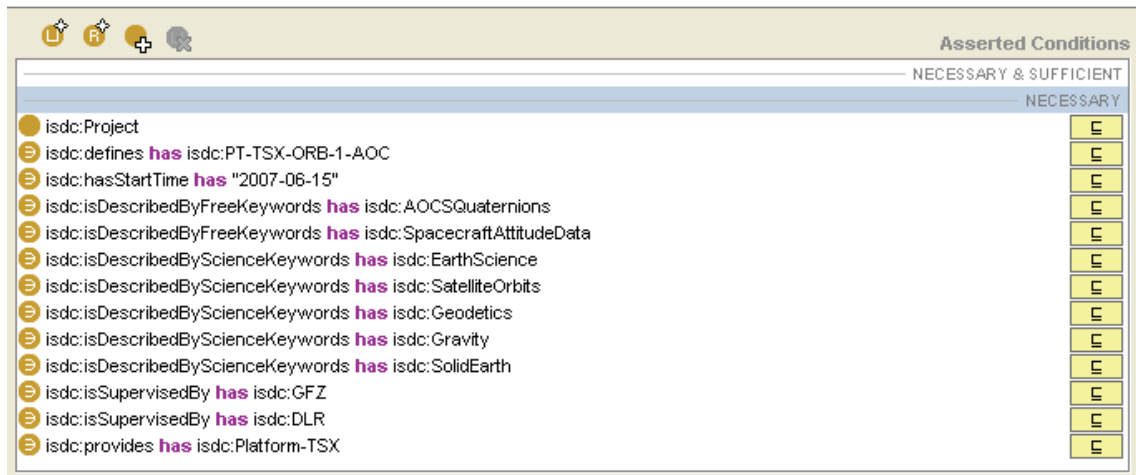 Asserted Conditions
NECESSARY & SUFFICIENT
NECESSARY
isdc:Project ⊑
isdc:defines has isdc:PT-TSX-ORB-1-AOC ⊑
isdc:hasStartTime has "2007-06-15" ⊑
isdc:isDescribedByFreeKeywords has isdc:AOCSQuaternions ⊑
isdc:isDescribedByFreeKeywords has isdc:SpacecraftAttitudeData ⊑
isdc:isDescribedByScienceKeywords has isdc:EarthScience ⊑
isdc:isDescribedByScienceKeywords has isdc:SatelliteOrbits ⊑
isdc:isDescribedByScienceKeywords has isdc:Geodetics ⊑
isdc:isDescribedByScienceKeywords has isdc:Gravity ⊑
isdc:isDescribedByScienceKeywords has isdc:SolidEarth ⊑
isdc:isSupervisedBy has isdc:GFZ ⊑
isdc:isSupervisedBy has isdc:DLR ⊑
isdc:provides has isdc:Platform-TSX ⊑